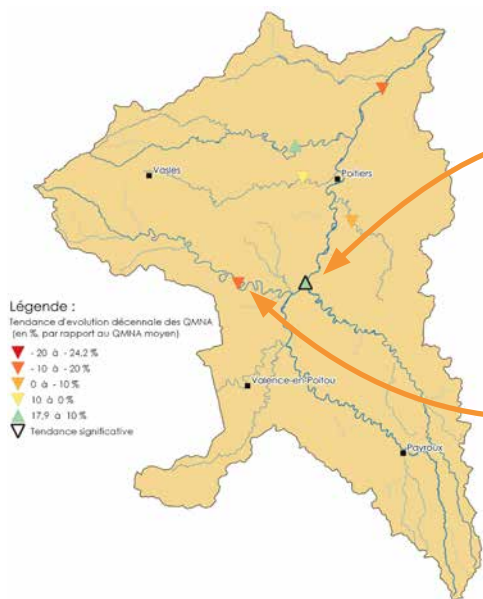 Vasles
Poitiers
Légende :
Tendance d'evolution décennale des QMNA
(en %, par rapport au QMNA moyen)
- 20 à - 24,2 %
- 10 à - 20 %
0 à - 10 %
10 à 0 %
17,9 à 10 %
Tendance significative
Valence-en-Poitou
Payroux